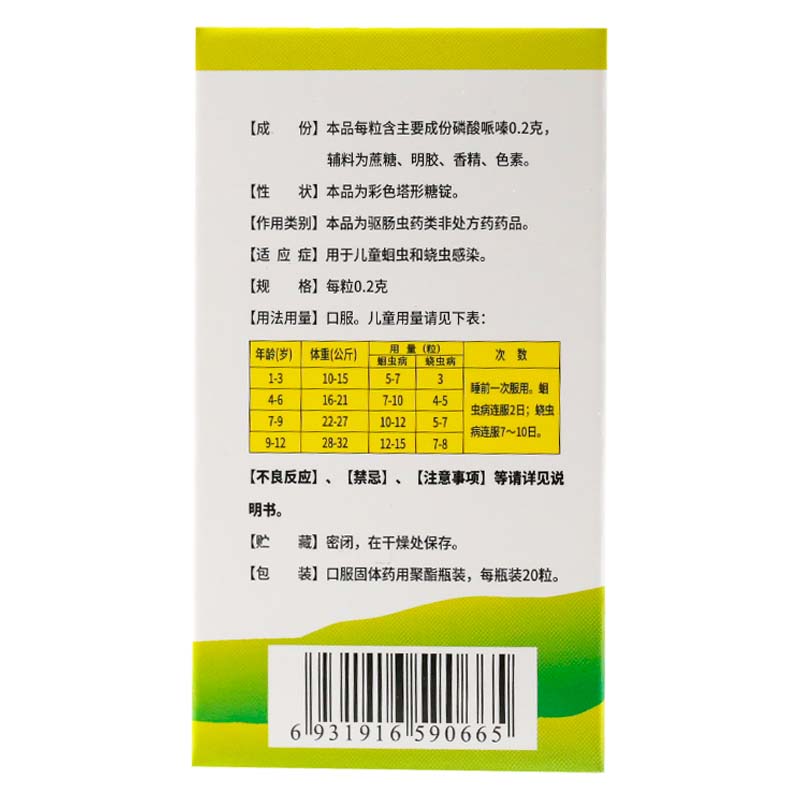 【成　份】本品每粒含主要成份磷酸哌嗪0.2克，
辅料为蔗糖、明胶、香精、色素。
【性　状】本品为彩色塔形糖锭。
【作用类别】本品为驱肠虫药类非处方药药品。
【适 应 症】用于儿童蛔虫和蛲虫感染。
【规　格】每粒0.2克
【用法用量】口服。儿童用量请见下表：
年龄(岁) 体重(公斤) 用 量（粒） 次 数
蛔虫病 蛲虫病
1-3 10-15 5-7 3
4-6 16-21 7-10 4-5
7-9 22-27 10-12 5-7
9-12 28-32 12-15 7-8
睡前一次服用。蛔
虫病连服2日；蛲虫
病连服7～10日。
【不良反应】、【禁忌】、【注意事项】等请详见说
明书。
【贮　藏】密闭，在干燥处保存。
【包　装】口服固体药用聚酯瓶装，每瓶装20粒。
6 931916 590665